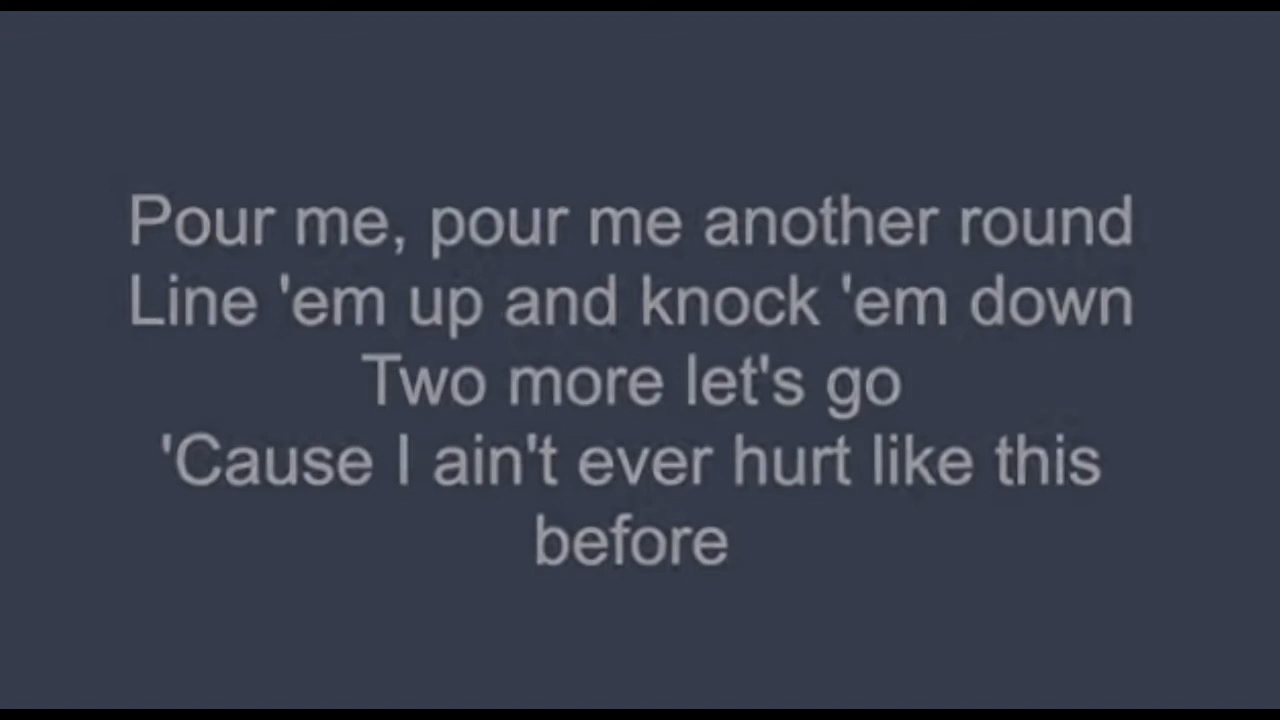 Pour me, pour me another round
Line 'em up and knock 'em down
Two more let's go
'Cause I ain't ever hurt like this
before